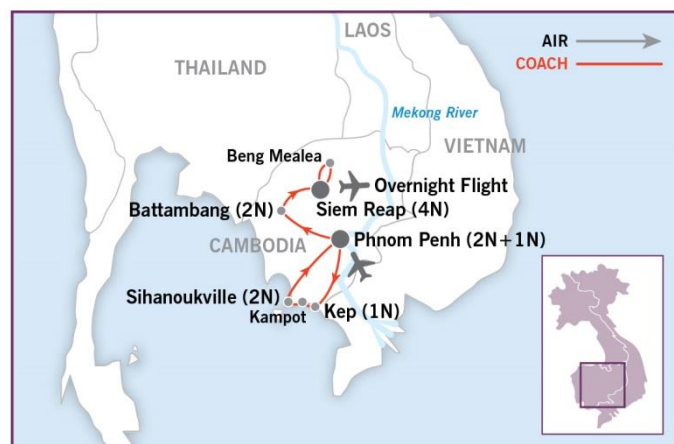 LAOS
AIR
COACH
THAILAND
Mekong River
VIETNAM
Beng Mealea
Overnight Flight
Siem Reap (4N)
Battambang (2N)
CAMBODIA
Phnom Penh (2N+1N)
Sihanoukville (2N)
Kampot
Kep (1N)